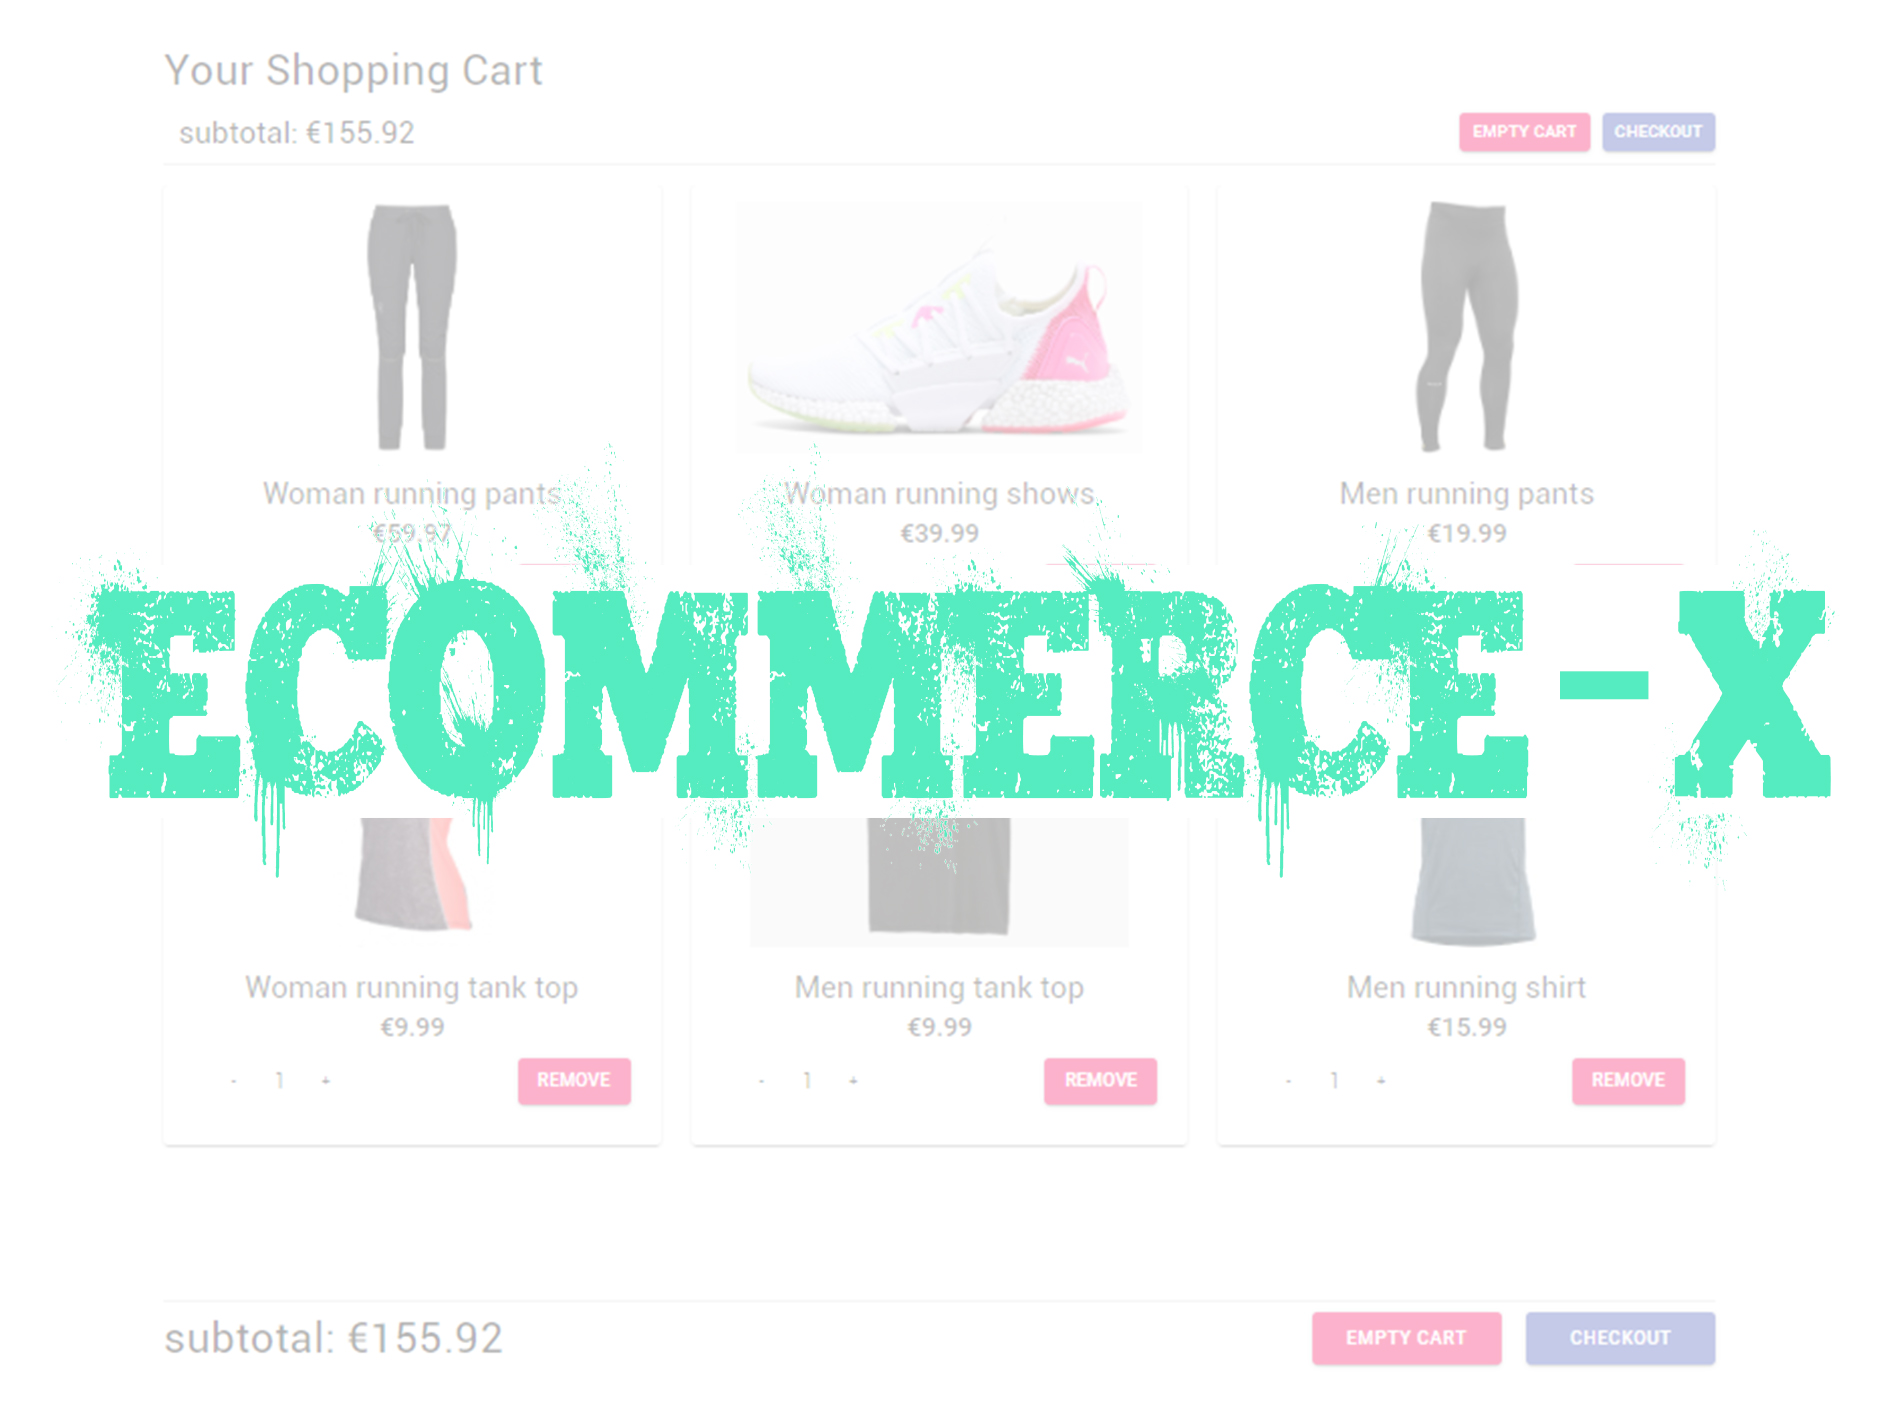 Your Shopping Cart
subtotal: €155.92
EMPTY CART CHECKOUT
Woman running pants Woman running shows Men running pants
€59.97 €39.99 €19.99
ECOMMERCE-X
Woman running tank top Men running tank top Men running shirt
€9.99 €9.99 €15.99
- 1 + REMOVE - 1 + REMOVE - 1 + REMOVE
subtotal: €155.92 EMPTY CART CHECKOUT